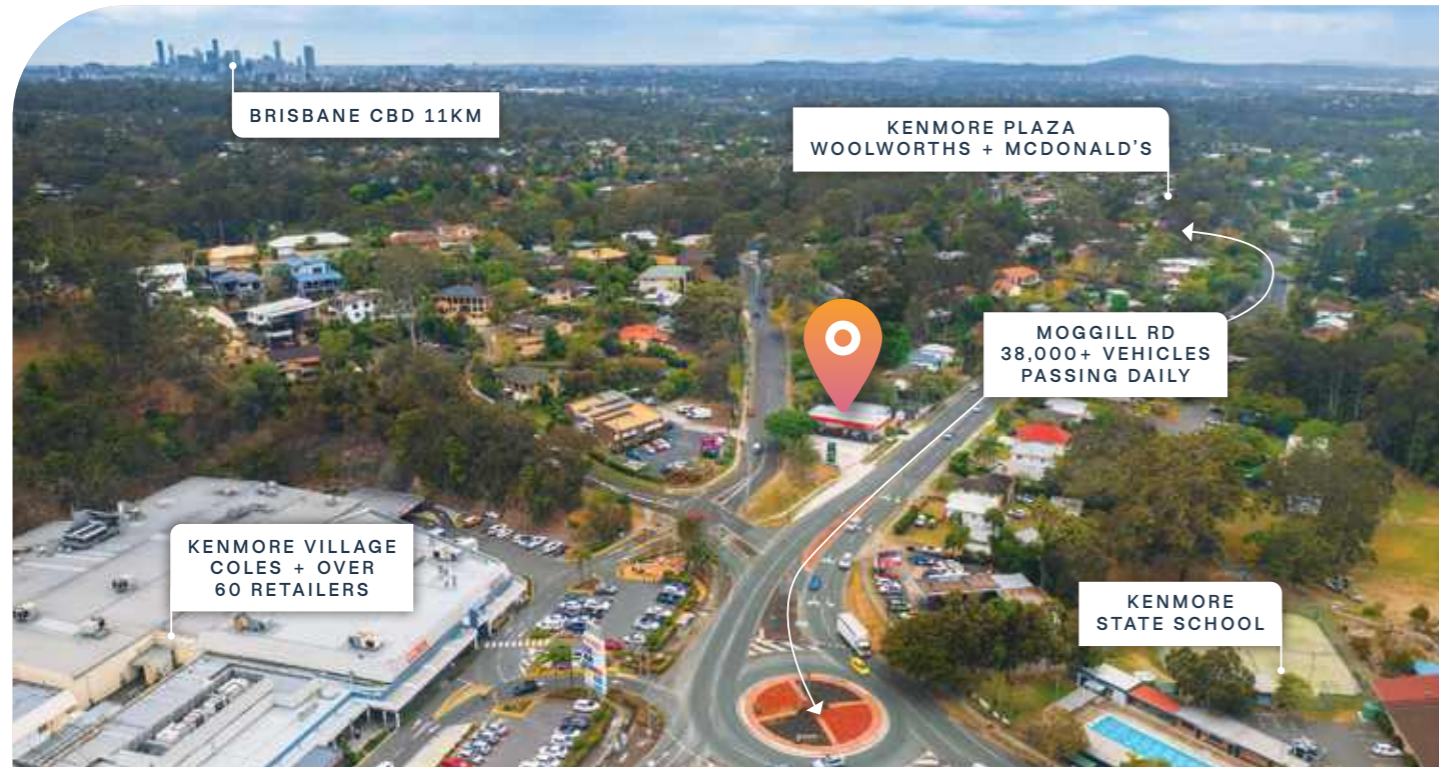 BRISBANE CBD 11KM
KENMORE PLAZA
WOOLWORTHS + MCDONALD'S
MOGGILL RD
38,000+ VEHICLES
PASSING DAILY
KENMORE VILLAGE
COLES + OVER
60 RETAILERS
KENMORE
STATE SCHOOL